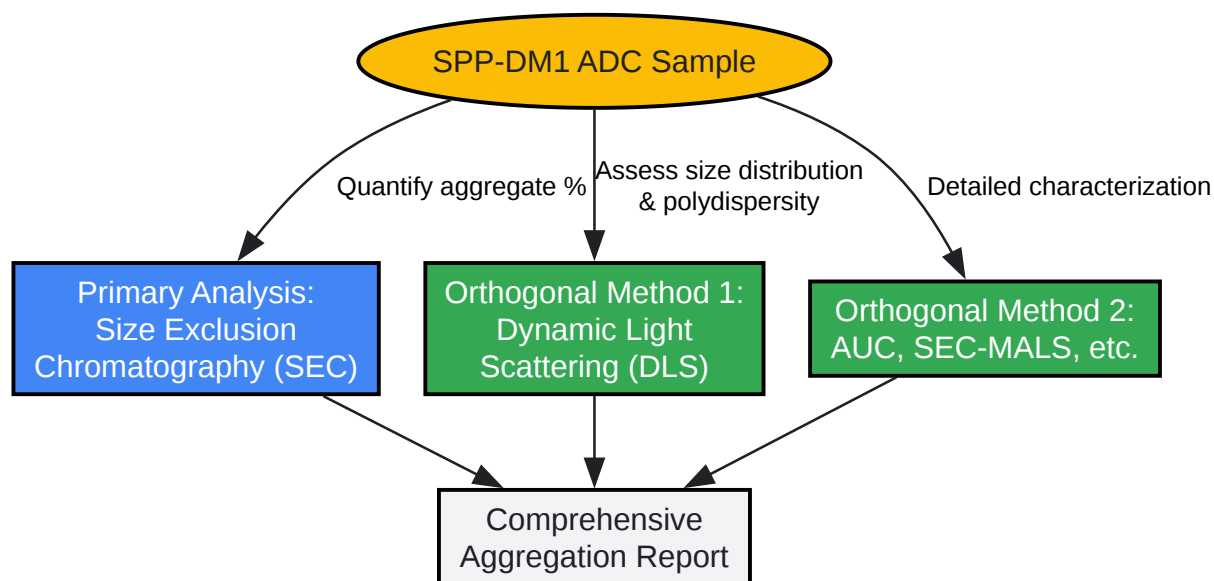 SPP-DM1 ADC Sample
Quantify aggregate %
Assess size distribution
& polydispersity
Detailed characterization
Primary Analysis:
Size Exclusion
Chromatography (SEC)
Orthogonal Method 1:
Dynamic Light
Scattering (DLS)
Orthogonal Method 2:
AUC, SEC-MALS, etc.
Comprehensive
Aggregation Report